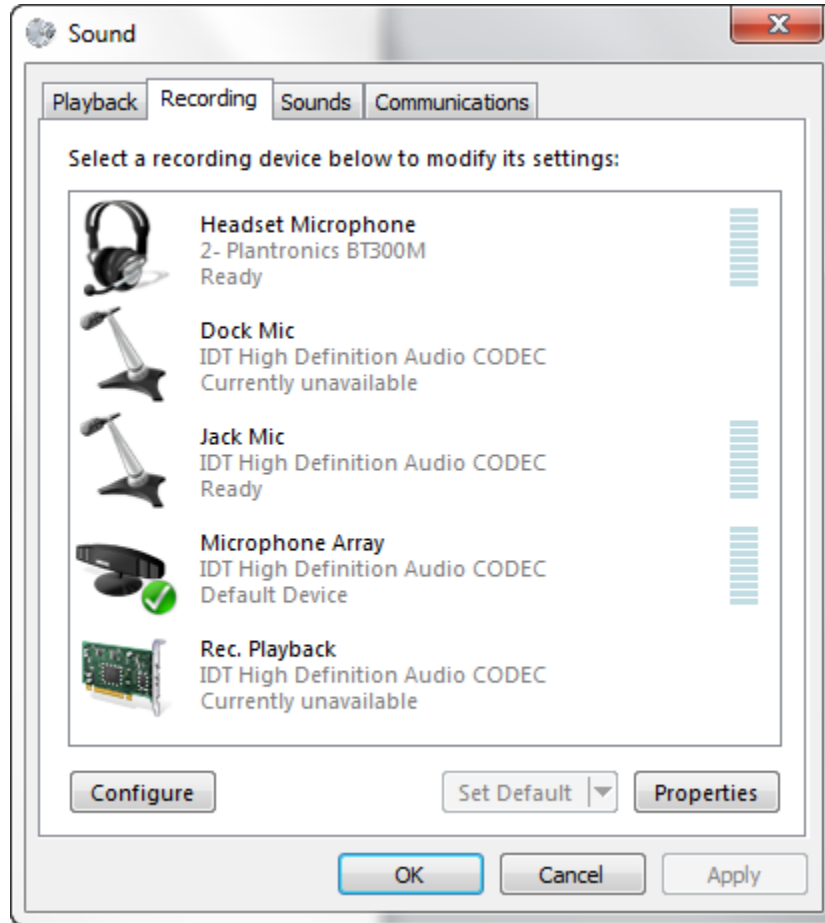 Sound
Playback Recording Sounds Communications
Select a recording device below to modify its settings:
Headset Microphone
2- Plantronics BT300M
Ready
Dock Mic
IDT High Definition Audio CODEC
Currently unavailable
Jack Mic
IDT High Definition Audio CODEC
Ready
Microphone Array
IDT High Definition Audio CODEC
Default Device
Rec. Playback
IDT High Definition Audio CODEC
Currently unavailable
Configure Set Default Properties
OK Cancel Apply